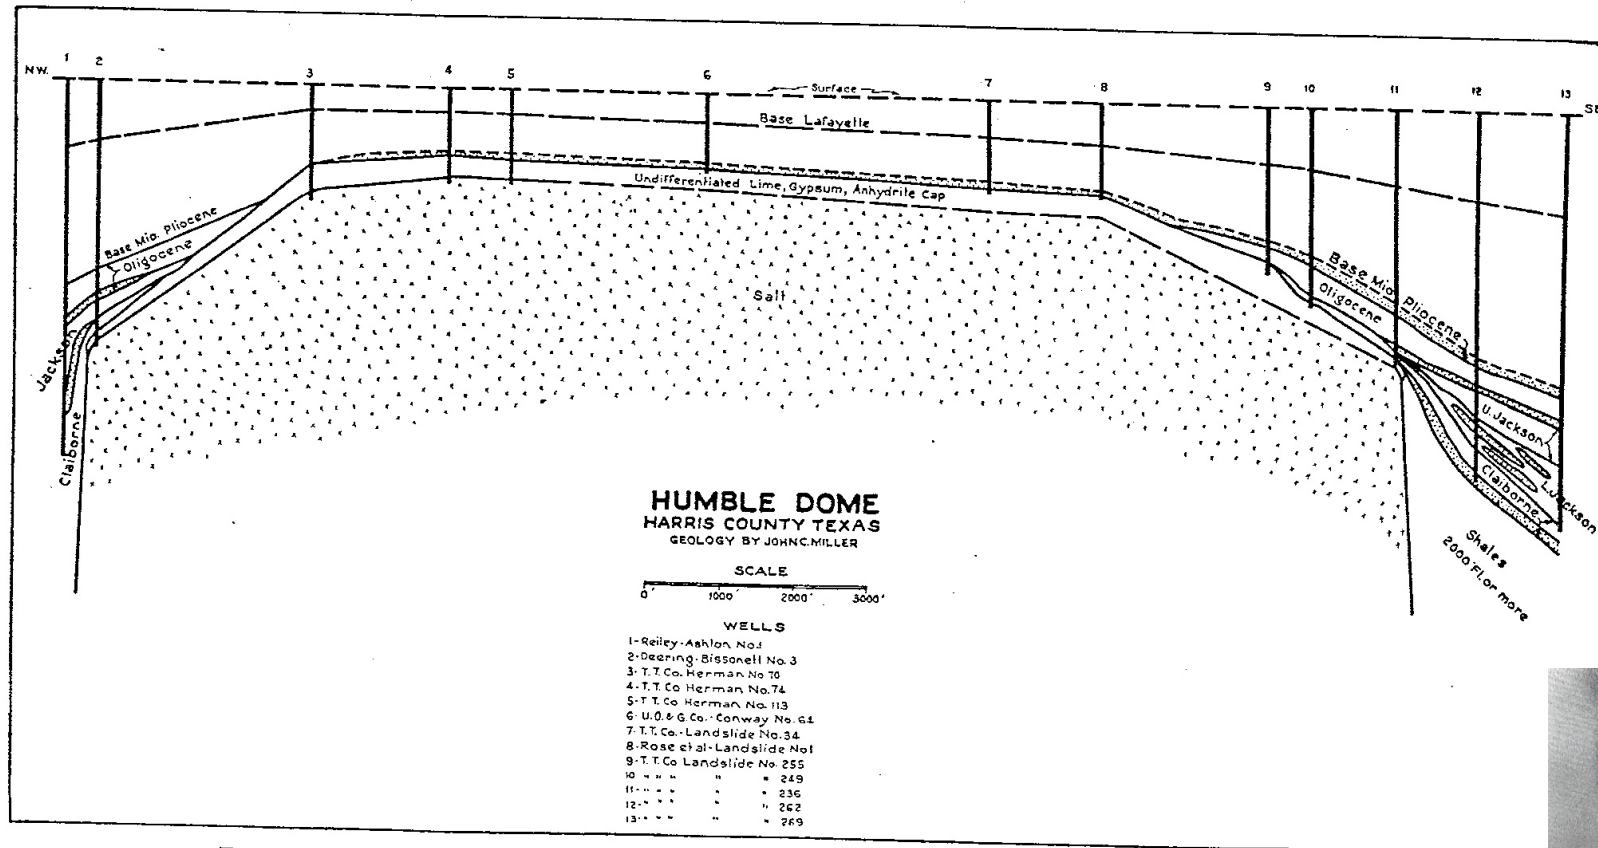 1 2 3 4 5 6 7 8 9 10 11 12 13
NW. Surface SE
Base Lafayette
Undifferentiated Lime, Gypsum, Anhydrite Cap
Base Mio. Pliocene
Oligocene
Jackson
Claiborne
Salt
Base Mio. Pliocene
Oligocene
U. Jackson
L. Jackson
Claiborne
Shales
2000' Fl. or more
HUMBLE DOME
HARRIS COUNTY TEXAS
GEOLOGY BY JOHN C. MILLER
SCALE
0' 1000' 2000' 3000'
WELLS
1-Reiley-Ashlon No.1
2-Deering-Bissonett No. 3
3-T.T. Co. Herman No 70
4-T.T. Co Herman No. 74
5-T.T. Co Herman No. 113
6-U.O. & G. Co.-Conway No. 64
7-T.T. Co.-Landslide No. 34
8-Rose et al-Landslide No1
9-T.T. Co Landslide No. 255
10 " " " " " 249
11-" " " " " 236
12-" " " " " 262
13-" " " " " 269